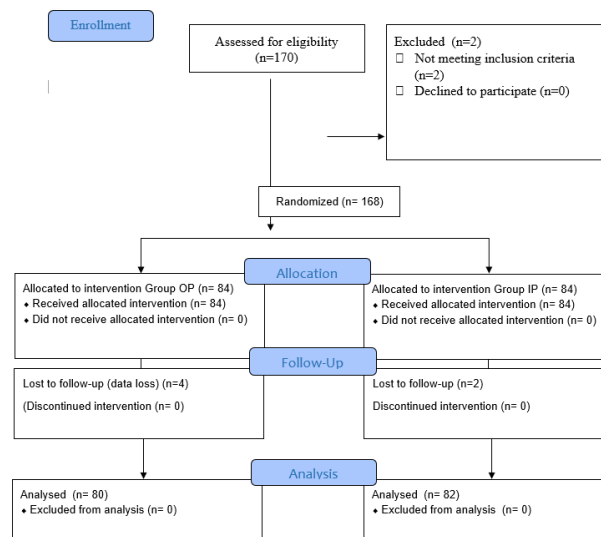 Enrollment
Assessed for eligibility
(n=170)
Excluded (n=2)
□ Not meeting inclusion criteria
(n=2)
□ Declined to participate (n=0)
Randomized (n= 168)
Allocation
Allocated to intervention Group OP (n= 84)
⬥ Received allocated intervention (n= 84)
⬥ Did not receive allocated intervention (n= 0)
Allocated to intervention Group IP (n= 84)
⬥ Received allocated intervention (n= 84)
⬥ Did not receive allocated intervention (n= 0)
Follow-Up
Lost to follow-up (data loss) (n=4)
(Discontinued intervention (n= 0)
Lost to follow-up (n=2)
Discontinued intervention (n= 0)
Analysis
Analysed (n= 80)
⬥ Excluded from analysis (n= 0)
Analysed (n= 82)
⬥ Excluded from analysis (n= 0)